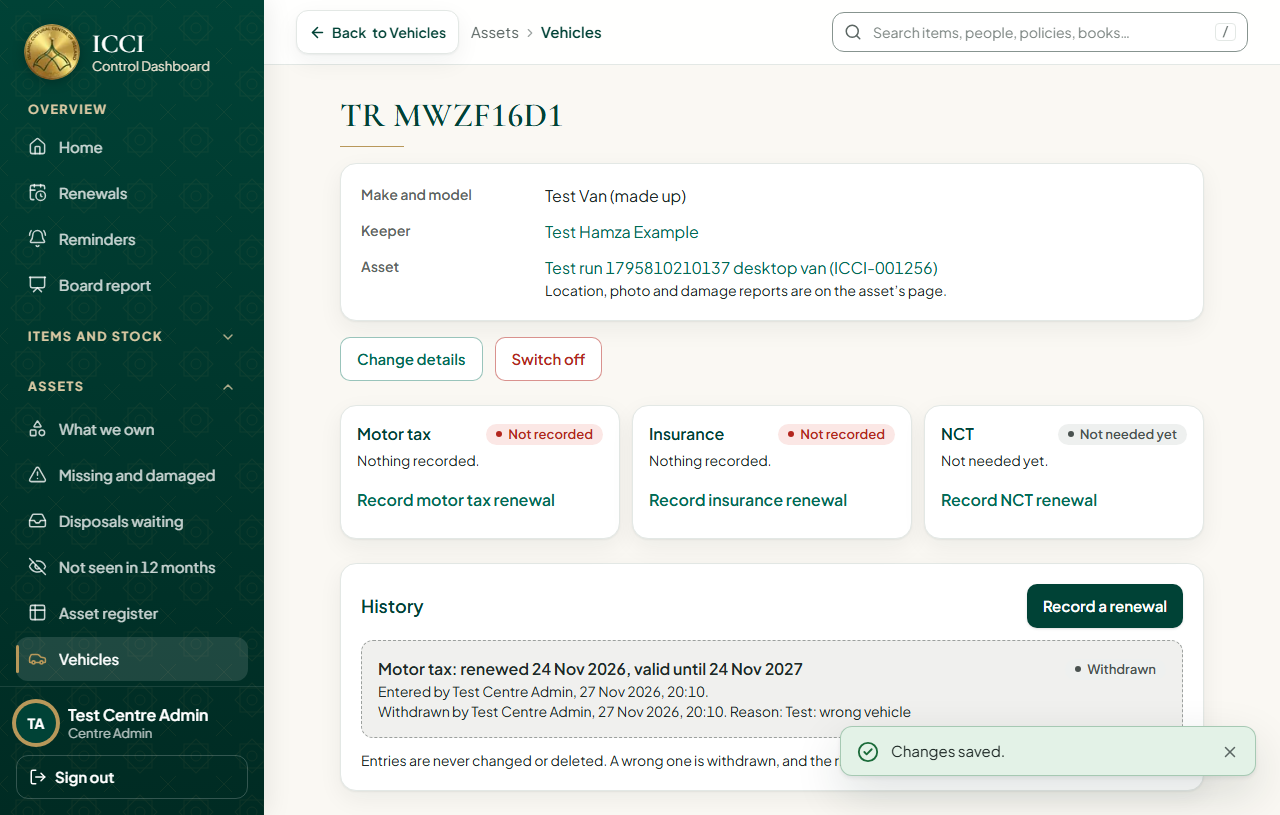 ICCI
Control Dashboard
OVERVIEW
Home
Renewals
Reminders
Board report
ITEMS AND STOCK
ASSETS
What we own
Missing and damaged
Disposals waiting
Not seen in 12 months
Asset register
Vehicles
TA
Test Centre Admin
Centre Admin
Sign out
Back to Vehicles
Assets > Vehicles
Search items, people, policies, books…
/
TR MWZF16D1
Make and model
Test Van (made up)
Keeper
Test Hamza Example
Asset
Test run 1795810210137 desktop van (ICCI-001256)
Location, photo and damage reports are on the asset’s page.
Change details
Switch off
Motor tax
Not recorded
Nothing recorded.
Record motor tax renewal
Insurance
Not recorded
Nothing recorded.
Record insurance renewal
NCT
Not needed yet
Not needed yet.
Record NCT renewal
History
Record a renewal
Motor tax: renewed 24 Nov 2026, valid until 24 Nov 2027
Withdrawn
Entered by Test Centre Admin, 27 Nov 2026, 20:10.
Withdrawn by Test Centre Admin, 27 Nov 2026, 20:10. Reason: Test: wrong vehicle
Entries are never changed or deleted. A wrong one is withdrawn, and the
Changes saved.